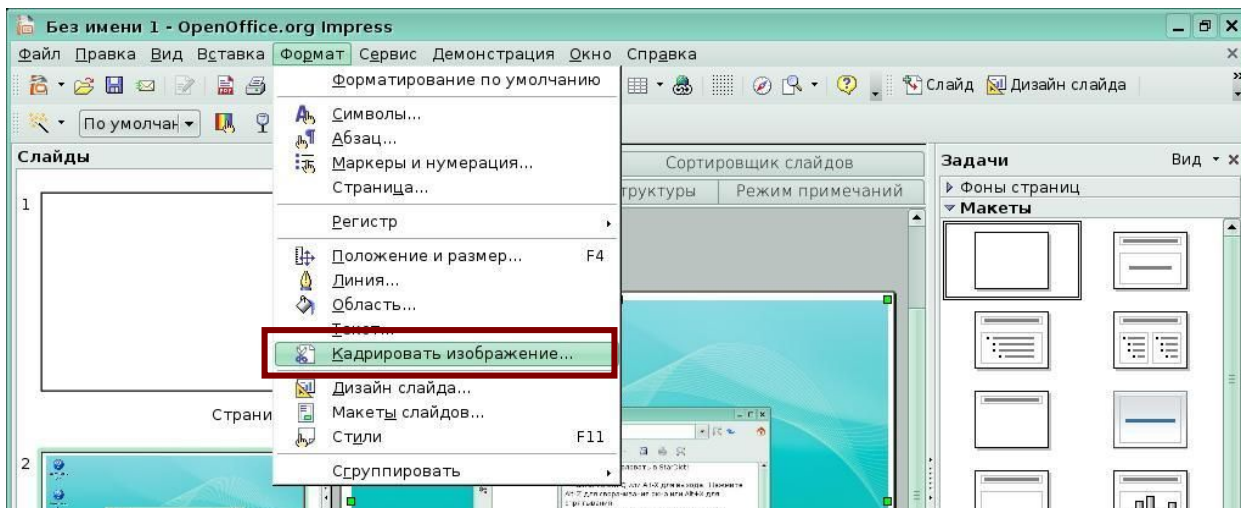 Без имени 1 - OpenOffice.org Impress
Файл Правка Вид Вставка Формат Сервис Демонстрация Окно Справка
Слайд Дизайн слайда
По умолчан
Форматирование по умолчанию
Символы...
Абзац...
Маркеры и нумерация...
Страница...
Регистр
Положение и размер... F4
Линия...
Область...
Текст...
Кадрировать изображение...
Дизайн слайда...
Макеты слайдов...
Стили F11
Сгруппировать
Слайды
1
Страни
2
Сортировщик слайдов
труктуры Режим примечаний
Задачи Вид
Фоны страниц
Макеты